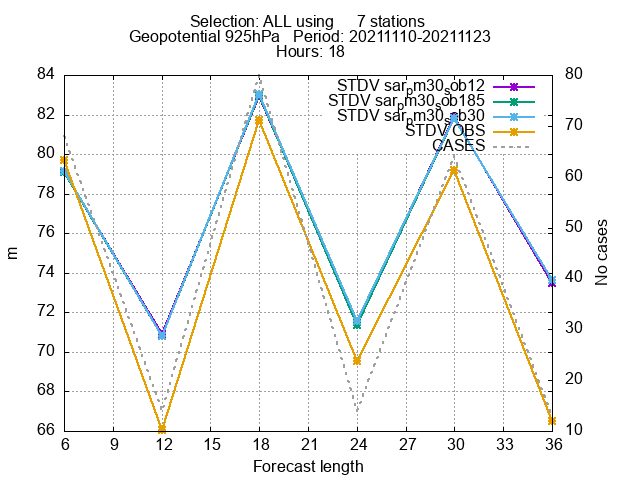 Selection: ALL using 7 stations
Geopotential 925hPa Period: 20211110-20211123
Hours: 18
84
82
80
78
76
74
72
70
68
66
m
STDV sar_pm30_sob12
STDV sar_pm30_sob185
STDV sar_pm30_sob30
STDV OBS
CASES
80
70
60
50
40
30
20
10
No cases
6 9 12 15 18 21 24 27 30 33 36
Forecast length